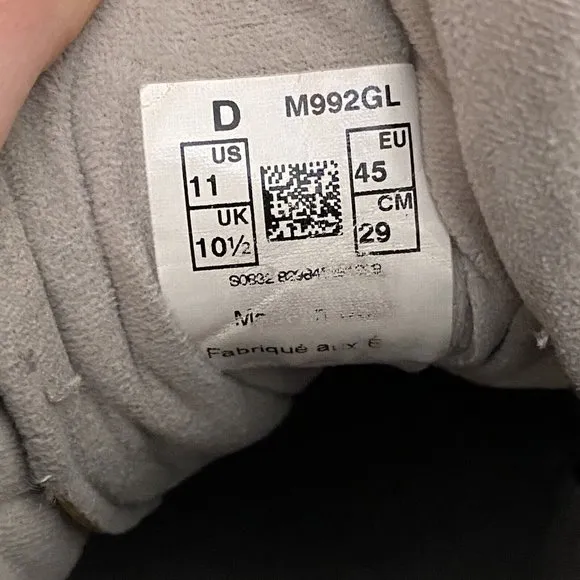 D M992GL
US 11 EU 45
UK 10½ CM 29
Fabriqué aux